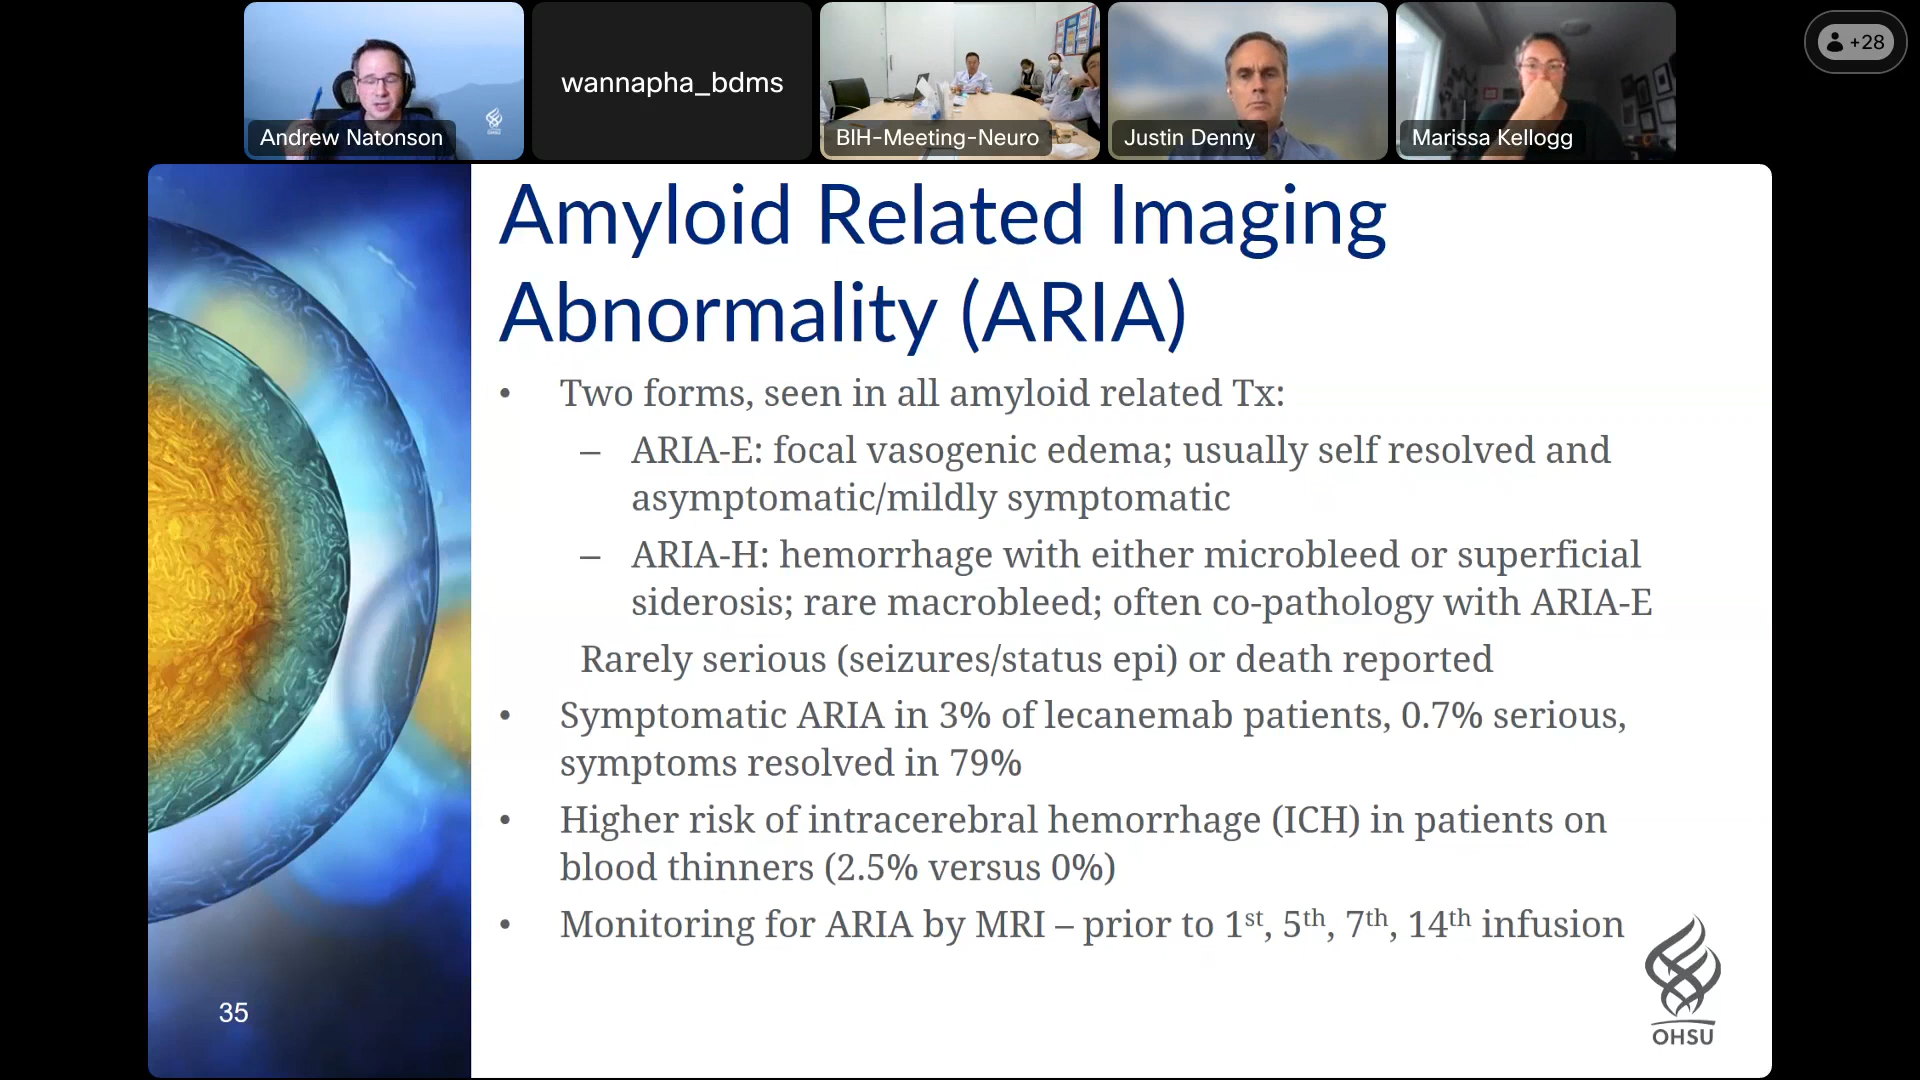 Andrew Natonson
OHSU
wannapha_bdms
BIH-Meeting-Neuro
Justin Denny
Marissa Kellogg
+28
Amyloid Related Imaging
Abnormality (ARIA)
• Two forms, seen in all amyloid related Tx:
– ARIA-E: focal vasogenic edema; usually self resolved and
asymptomatic/mildly symptomatic
– ARIA-H: hemorrhage with either microbleed or superficial
siderosis; rare macrobleed; often co-pathology with ARIA-E
Rarely serious (seizures/status epi) or death reported
• Symptomatic ARIA in 3% of lecanemab patients, 0.7% serious,
symptoms resolved in 79%
• Higher risk of intracerebral hemorrhage (ICH) in patients on
blood thinners (2.5% versus 0%)
• Monitoring for ARIA by MRI – prior to 1st, 5th, 7th, 14th infusion
35
OHSU